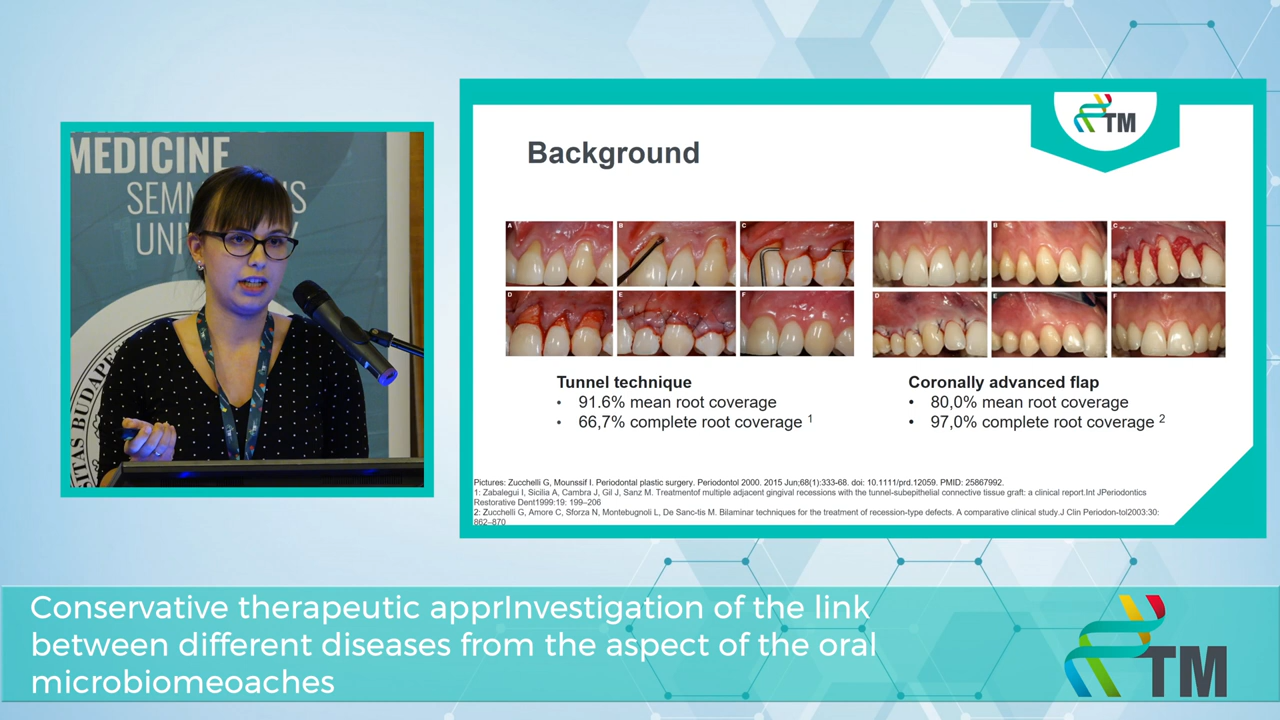 MEDICINE
TM
Background
A
B
C
D
E
F
A
B
C
D
E
F
Tunnel technique
• 91.6% mean root coverage
• 66,7% complete root coverage 1
Coronally advanced flap
• 80,0% mean root coverage
• 97,0% complete root coverage 2
Pictures: Zucchelli G, Mounssif I. Periodontal plastic surgery. Periodontol 2000. 2015 Jun;68(1):333-68. doi: 10.1111/prd.12059. PMID: 25867992.
1: Zabalegui I, Sicilia A, Cambra J, Gil J, Sanz M. Treatmentof multiple adjacent gingival recessions with the tunnel-subepithelial connective tissue graft: a clinical report.Int JPeriodontics
Restorative Dent1999:19: 199–206
2: Zucchelli G, Amore C, Sforza N, Montebugnoli L, De Sanc-tis M. Bilaminar techniques for the treatment of recession-type defects. A comparative clinical study.J Clin Periodon-tol2003:30:
862–870
Conservative therapeutic apprInvestigation of the link
between different diseases from the aspect of the oral
microbiomeoaches
TM